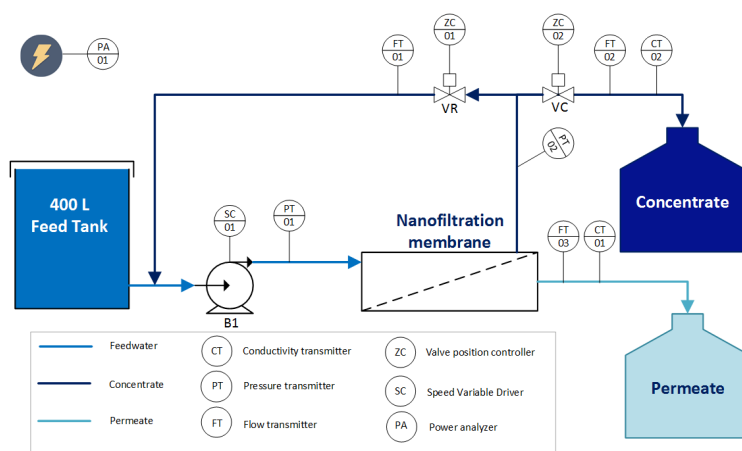 PA
01
FT
01
ZC
01
ZC
02
FT
02
CT
02
VR
VC
PT
02
400 L
Feed Tank
SC
01
PT
01
Nanofiltration
membrane
Concentrate
FT
03
CT
01
B1
Permeate
Feedwater
CT
Conductivity transmitter
ZC
Valve position controller
Concentrate
PT
Pressure transmitter
SC
Speed Variable Driver
Permeate
FT
Flow transmitter
PA
Power analyzer